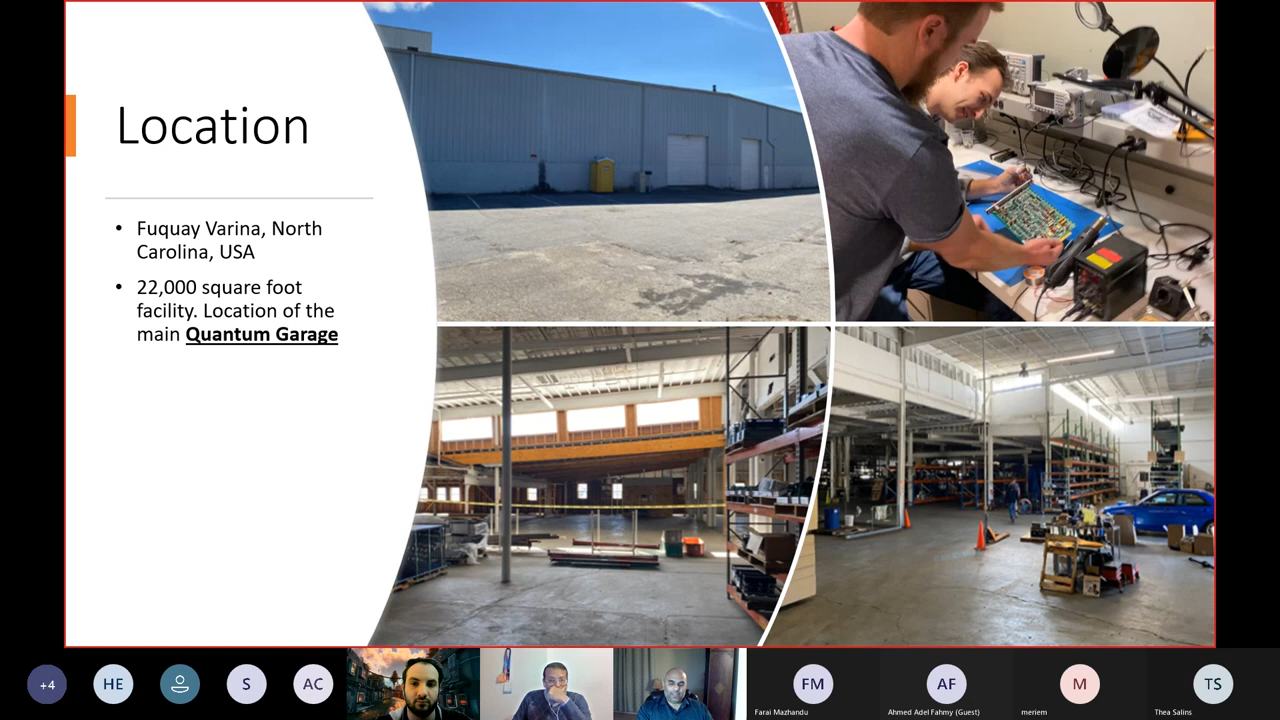 Location
• Fuquay Varina, North
Carolina, USA
• 22,000 square foot
facility. Location of the
main Quantum Garage
+4
HE
S
AC
FM
Farai Mazhandu
AF
Ahmed Adel Fahmy (Guest)
M
meriem
TS
Thea Salins